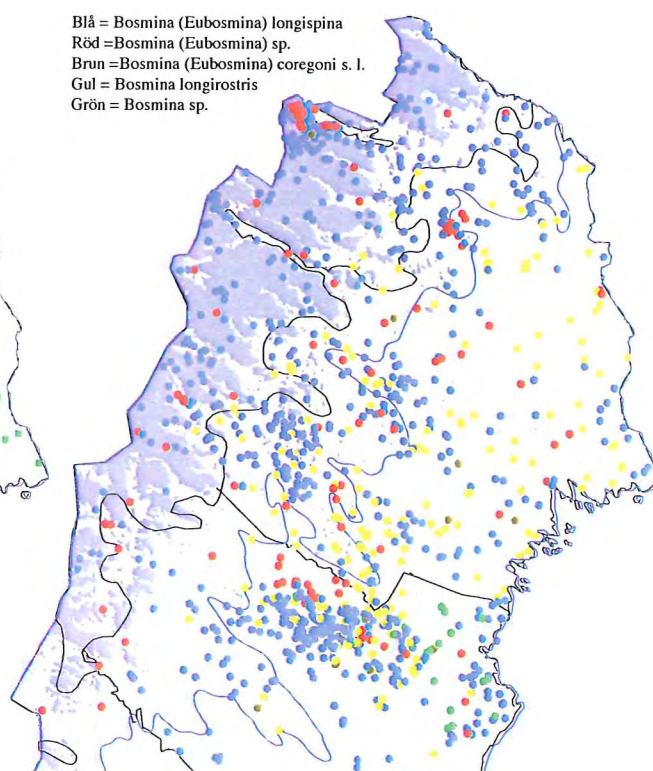 Blå = Bosmina (Eubosmina) longispina
Röd =Bosmina (Eubosmina) sp.
Brun =Bosmina (Eubosmina) coregoni s. l.
Gul = Bosmina longirostris
Grön = Bosmina sp.